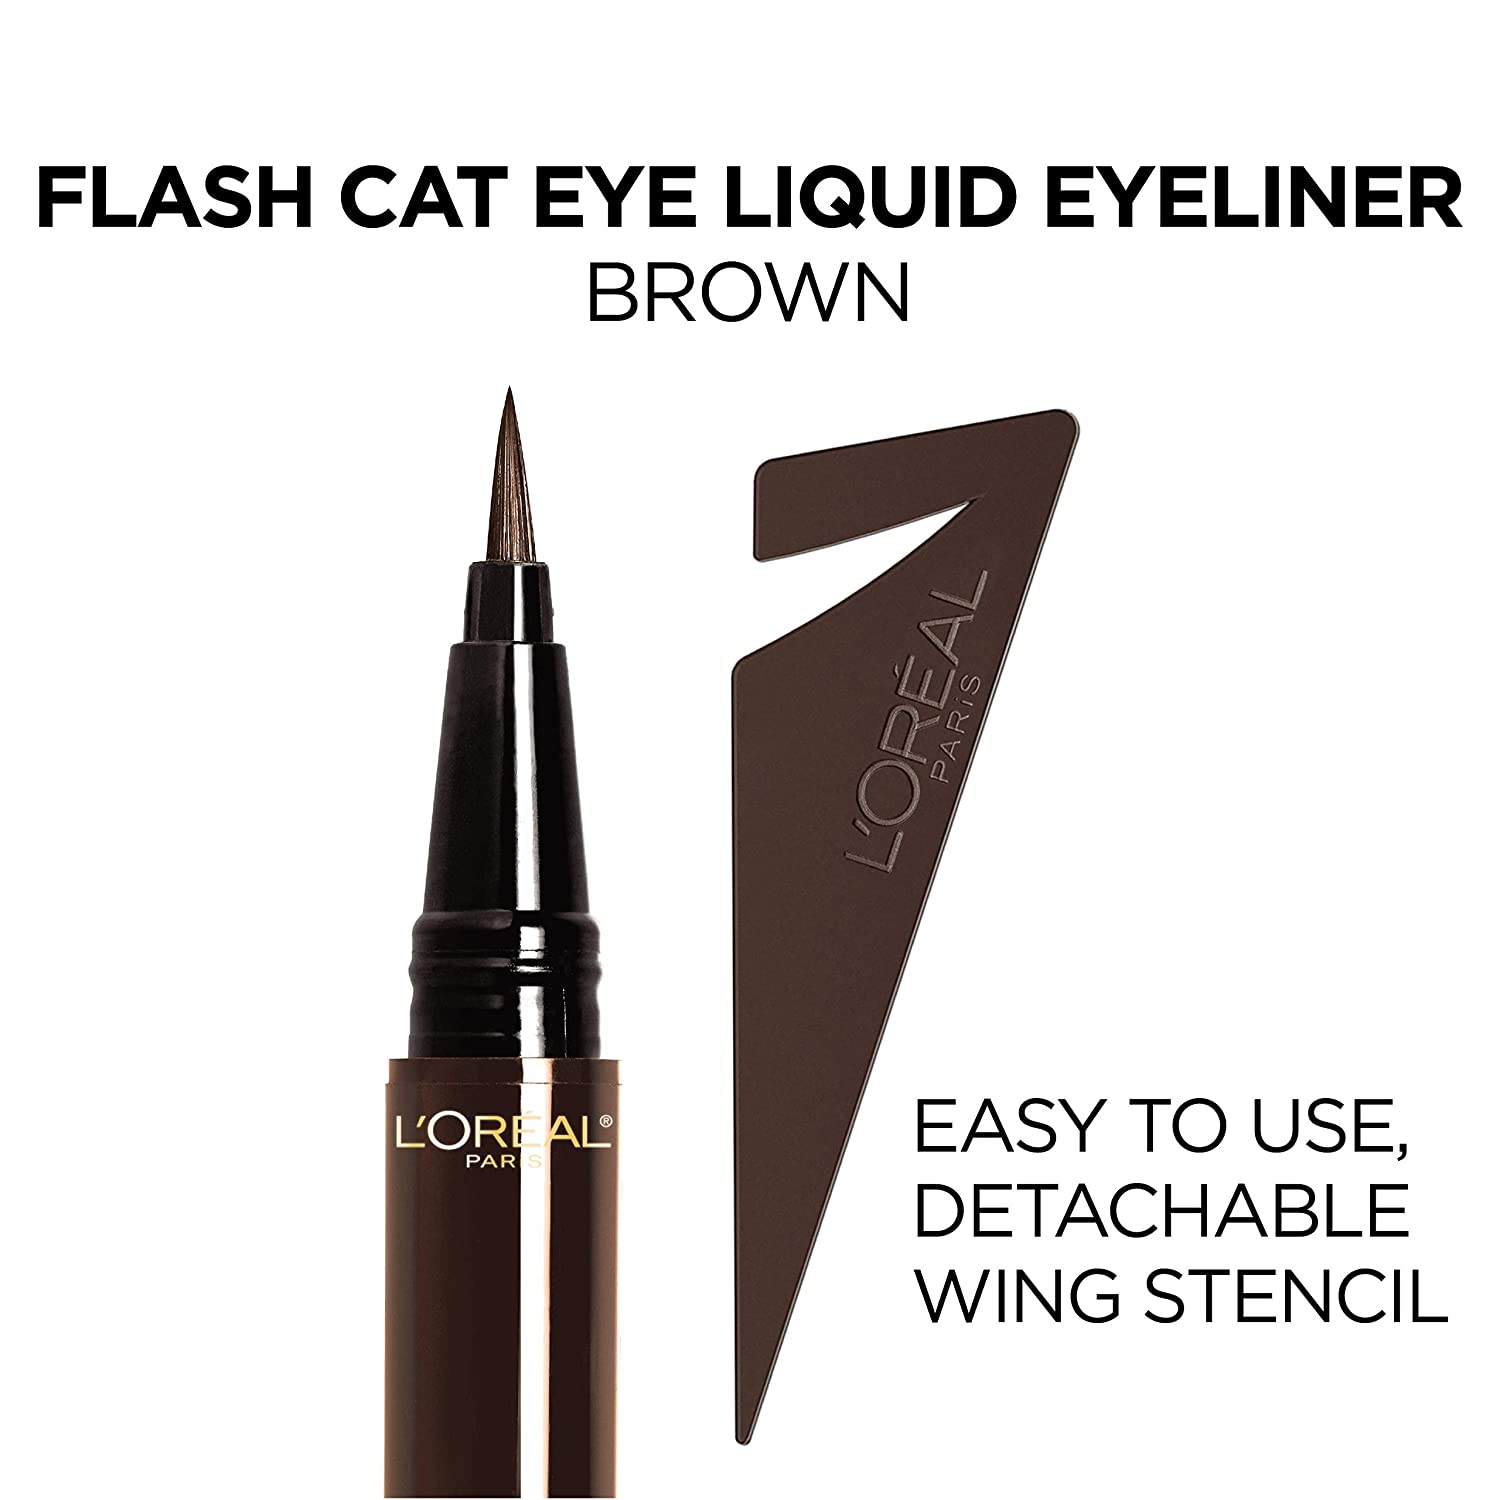 FLASH CAT EYE LIQUID EYELINER
BROWN
L'ORÉAL
PARiS
L'ORÉAL®
PARIS
EASY TO USE,
DETACHABLE
WING STENCIL